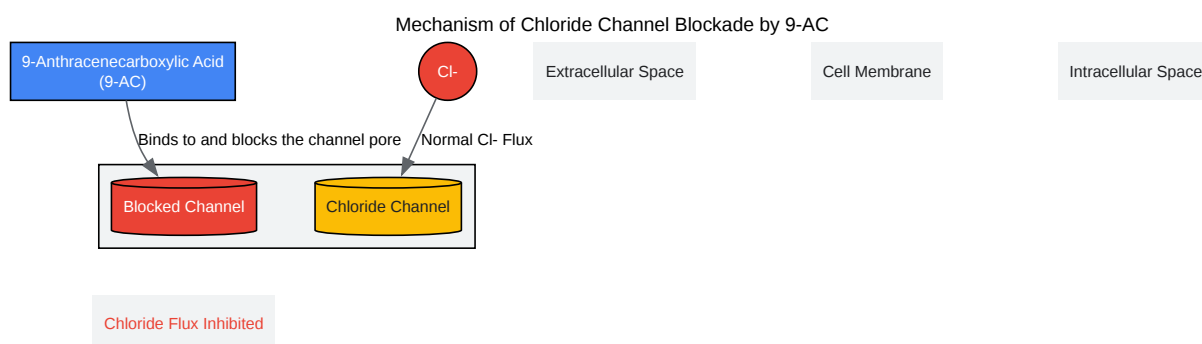 Mechanism of Chloride Channel Blockade by 9-AC
9-Anthracenecarboxylic Acid
(9-AC)
Cl-
Extracellular Space
Cell Membrane
Intracellular Space
Binds to and blocks the channel pore
Normal Cl- Flux
Blocked Channel
Chloride Channel
Chloride Flux Inhibited